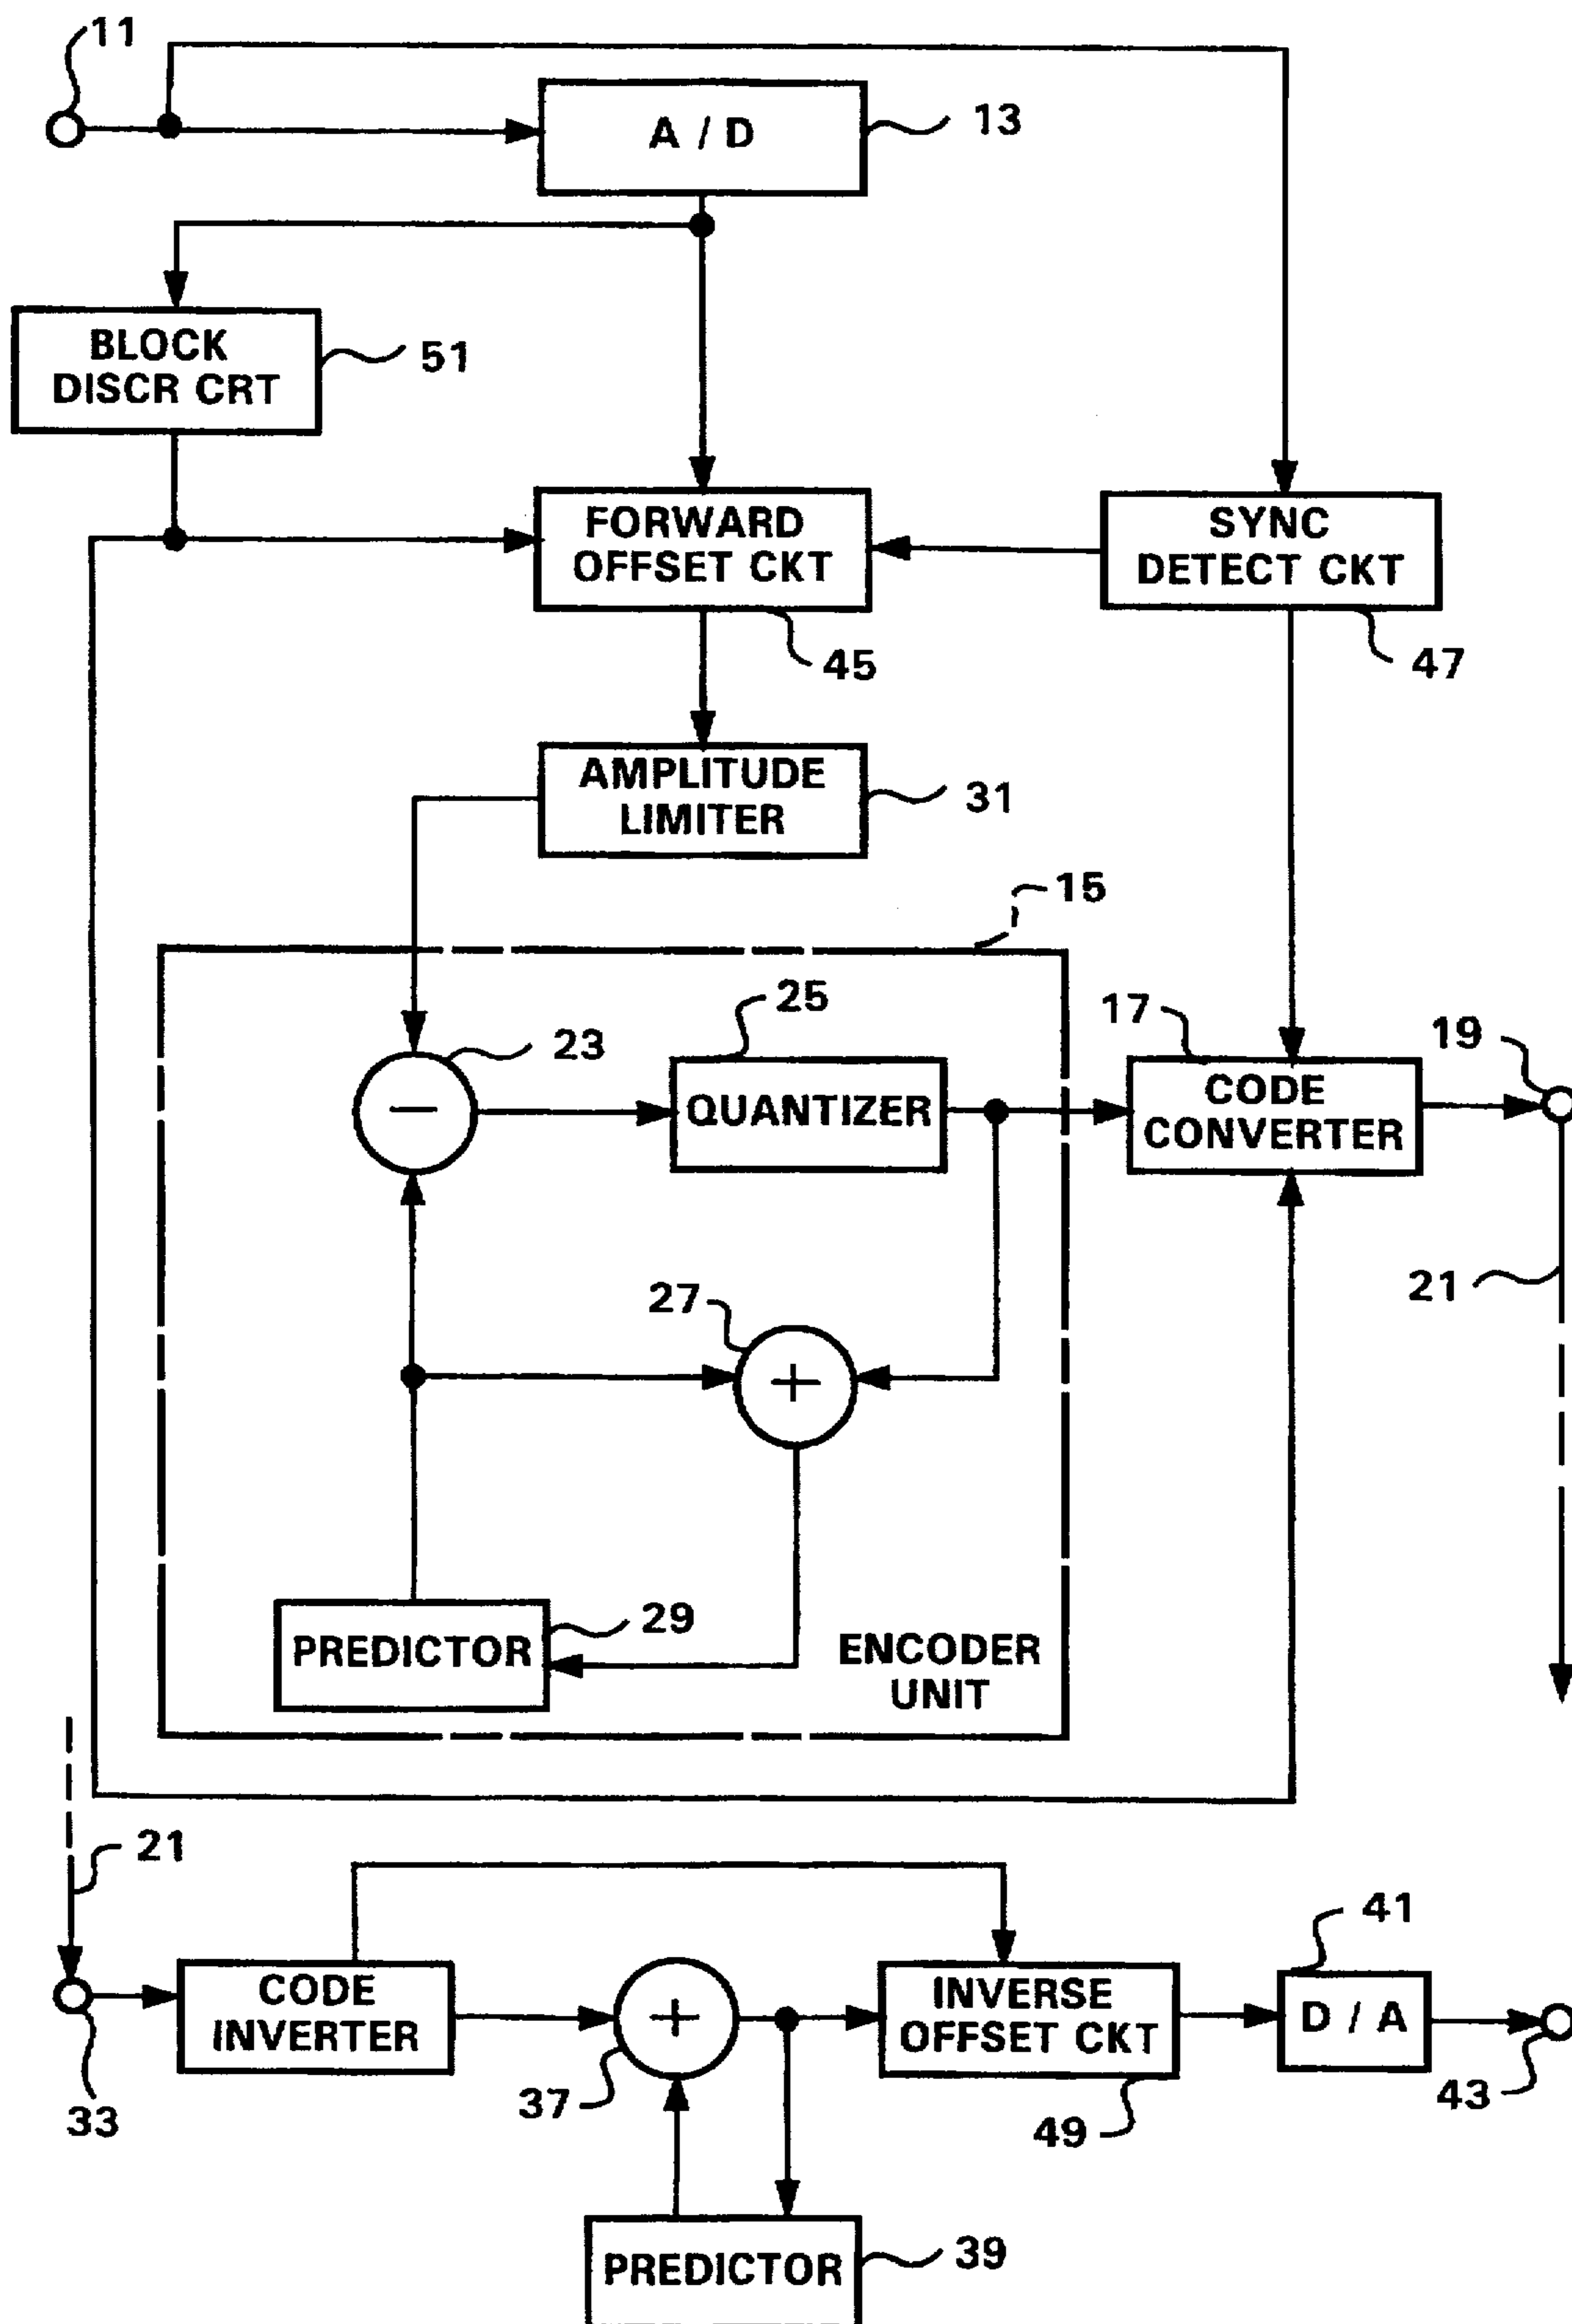 11
A / D
13
BLOCK
DISCR CRT
51
FORWARD
OFFSET CKT
45
SYNC
DETECT CKT
47
AMPLITUDE
LIMITER
31
15
23
−
25
QUANTIZER
17
CODE
CONVERTER
19
21
27
+
PREDICTOR
29
ENCODER
UNIT
21
33
CODE
INVERTER
+
37
INVERSE
OFFSET CKT
49
41
D / A
43
PREDICTOR
39